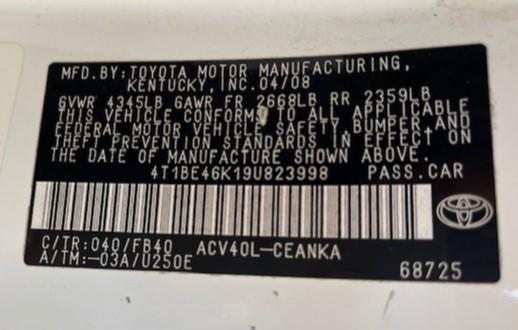 MFD.BY:TOYOTA MOTOR MANUFACTURING,
KENTUCKY, INC. 04/08
GVWR 4345LB GAWR FR 2668LB RR 2359LB
THIS VEHICLE CONFORMS TO ALL APPLICABLE
FEDERAL MOTOR VEHICLE SAFETY, BUMPER, AND
THEFT PREVENTION STANDARDS IN EFFECT ON
THE DATE OF MANUFACTURE SHOWN ABOVE.
4T1BE46K19U823998 PASS.CAR
C/TR:040/FB40 ACV40L-CEANKA
A/TM:-03A/U250E 68725